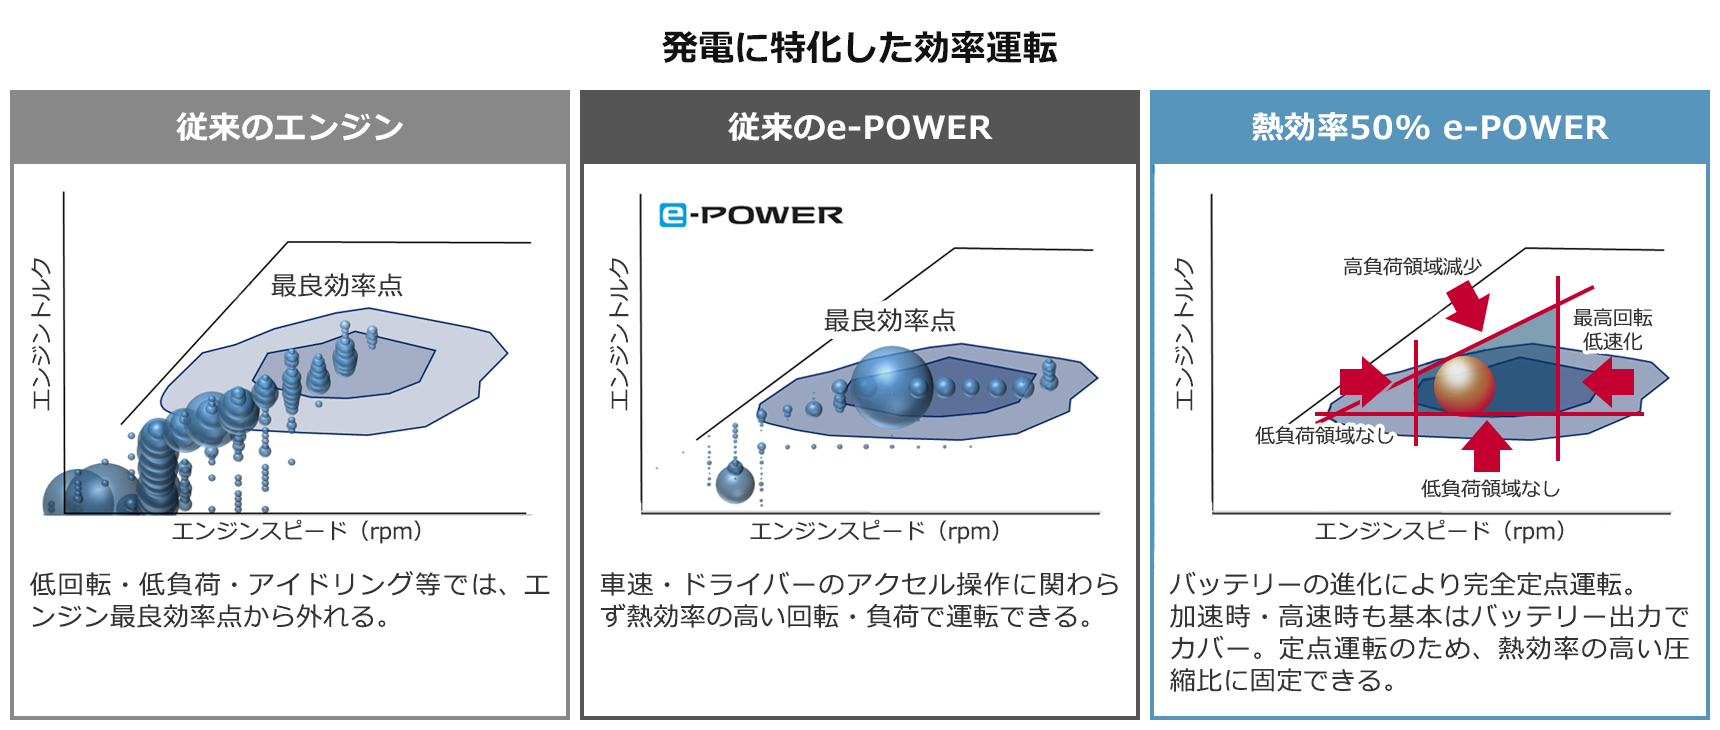 発電に特化した効率運転
従来のエンジン
エンジントルク
最良効率点
エンジンスピード（rpm）
低回転・低負荷・アイドリング等では、エ
ンジン最良効率点から外れる。
従来のe-POWER
e-POWER
エンジントルク
最良効率点
エンジンスピード（rpm）
車速・ドライバーのアクセル操作に関わら
ず熱効率の高い回転・負荷で運転できる。
熱効率50% e-POWER
エンジントルク
高負荷領域減少
最高回転
低速化
低負荷領域なし
低負荷領域なし
エンジンスピード（rpm）
バッテリーの進化により完全定点運転。
加速時・高速時も基本はバッテリー出力で
カバー。定点運転のため、熱効率の高い圧
縮比に固定できる。